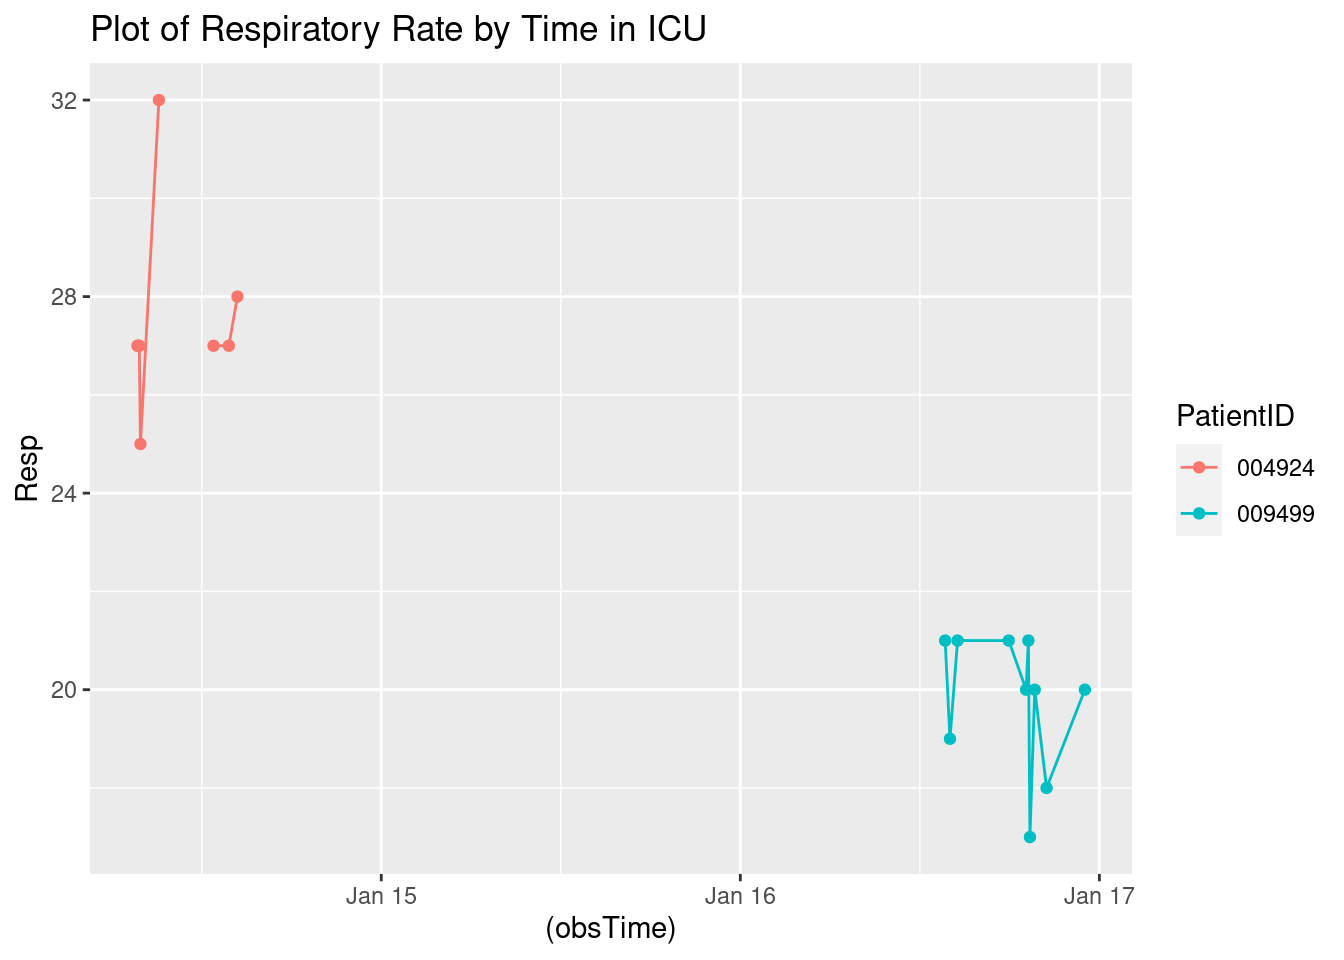 Plot of Respiratory Rate by Time in ICU
32
28
24
20
Resp
Jan 15
Jan 16
Jan 17
(obsTime)
PatientID
004924
009499